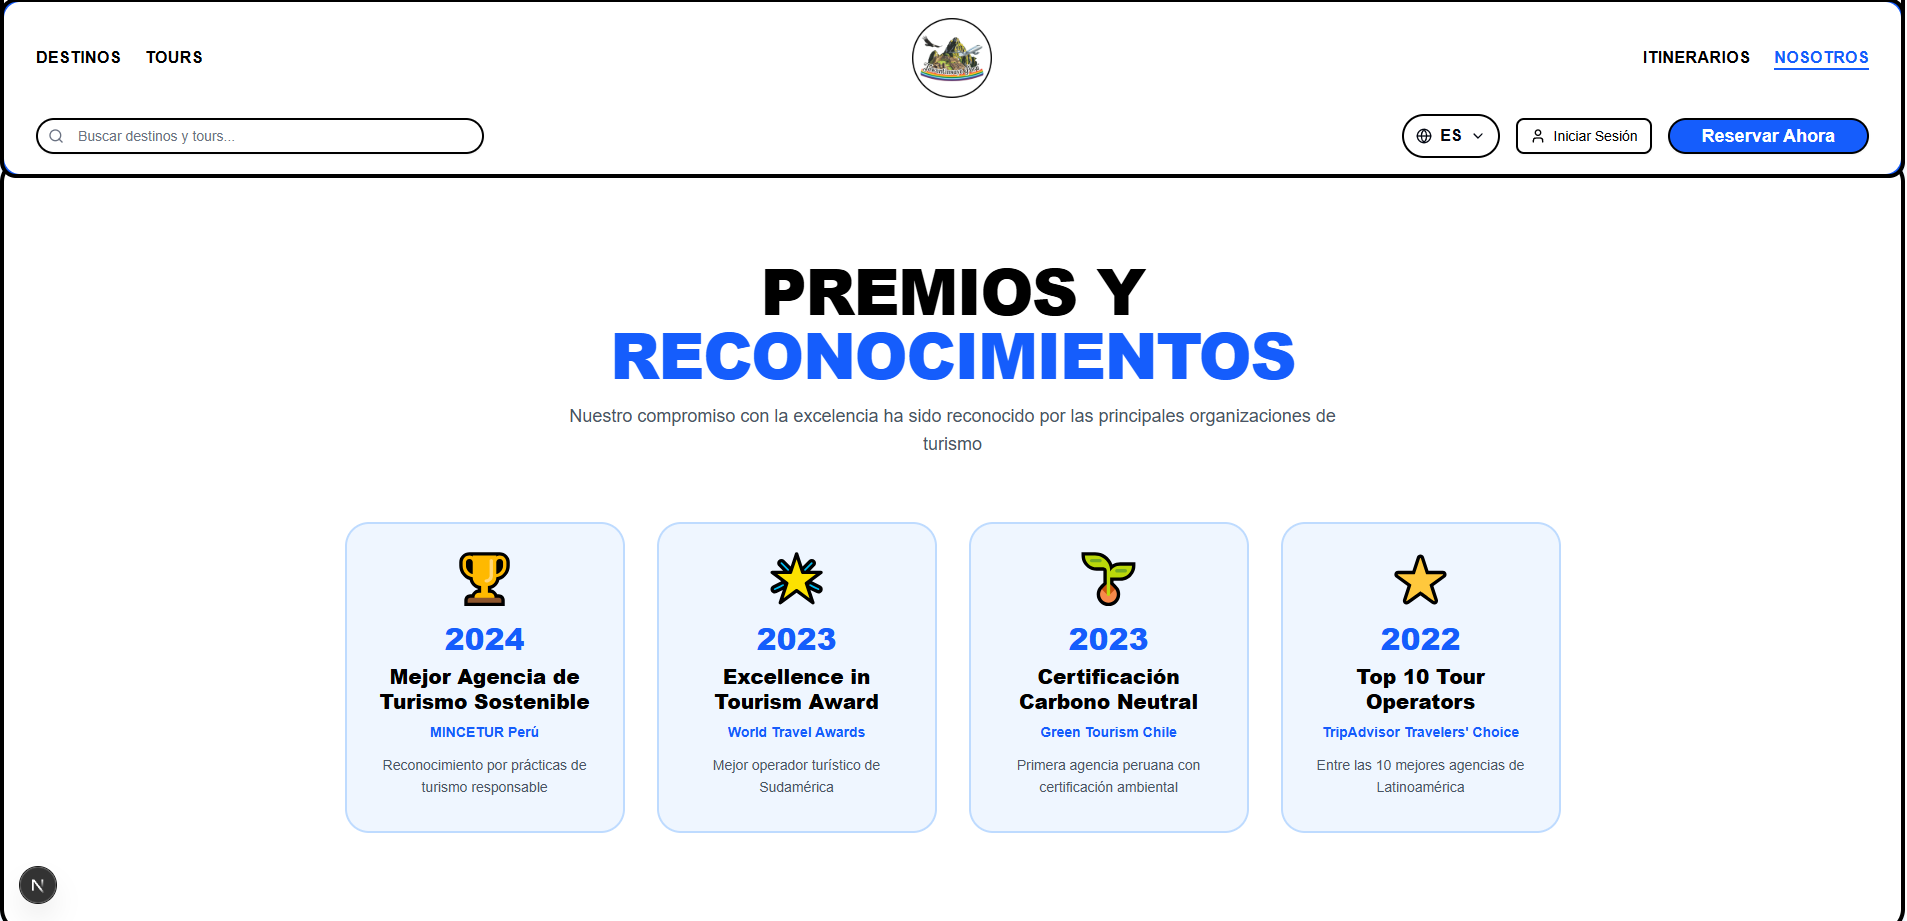 DESTINOS TOURS
ITINERARIOS NOSOTROS
Buscar destinos y tours...
ES
Iniciar Sesión
Reservar Ahora
PREMIOS Y
RECONOCIMIENTOS
Nuestro compromiso con la excelencia ha sido reconocido por las principales organizaciones de
turismo
2024
Mejor Agencia de
Turismo Sostenible
MINCETUR Perú
Reconocimiento por prácticas de
turismo responsable
2023
Excellence in
Tourism Award
World Travel Awards
Mejor operador turístico de
Sudamérica
2023
Certificación
Carbono Neutral
Green Tourism Chile
Primera agencia peruana con
certificación ambiental
2022
Top 10 Tour
Operators
TripAdvisor Travelers' Choice
Entre las 10 mejores agencias de
Latinoamérica
N